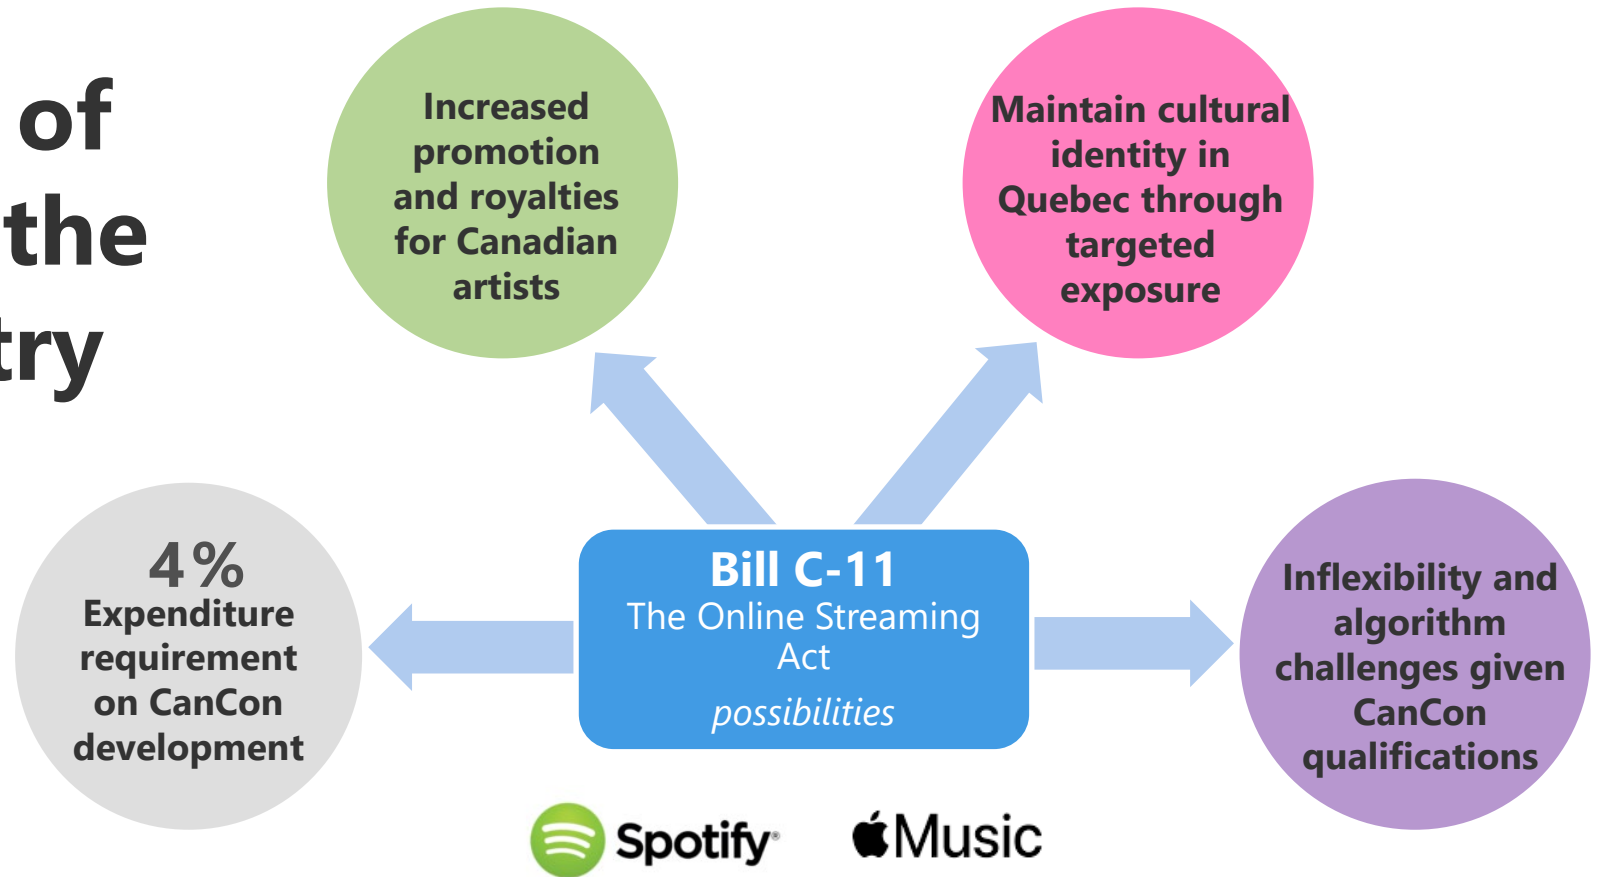 of
the
try
Increased
promotion
and royalties
for Canadian
artists
Maintain cultural
identity in
Quebec through
targeted
exposure
4%
Expenditure
requirement
on CanCon
development
Bill C-11
The Online Streaming
Act
possibilities
Inflexibility and
algorithm
challenges given
CanCon
qualifications
Spotify®
Music